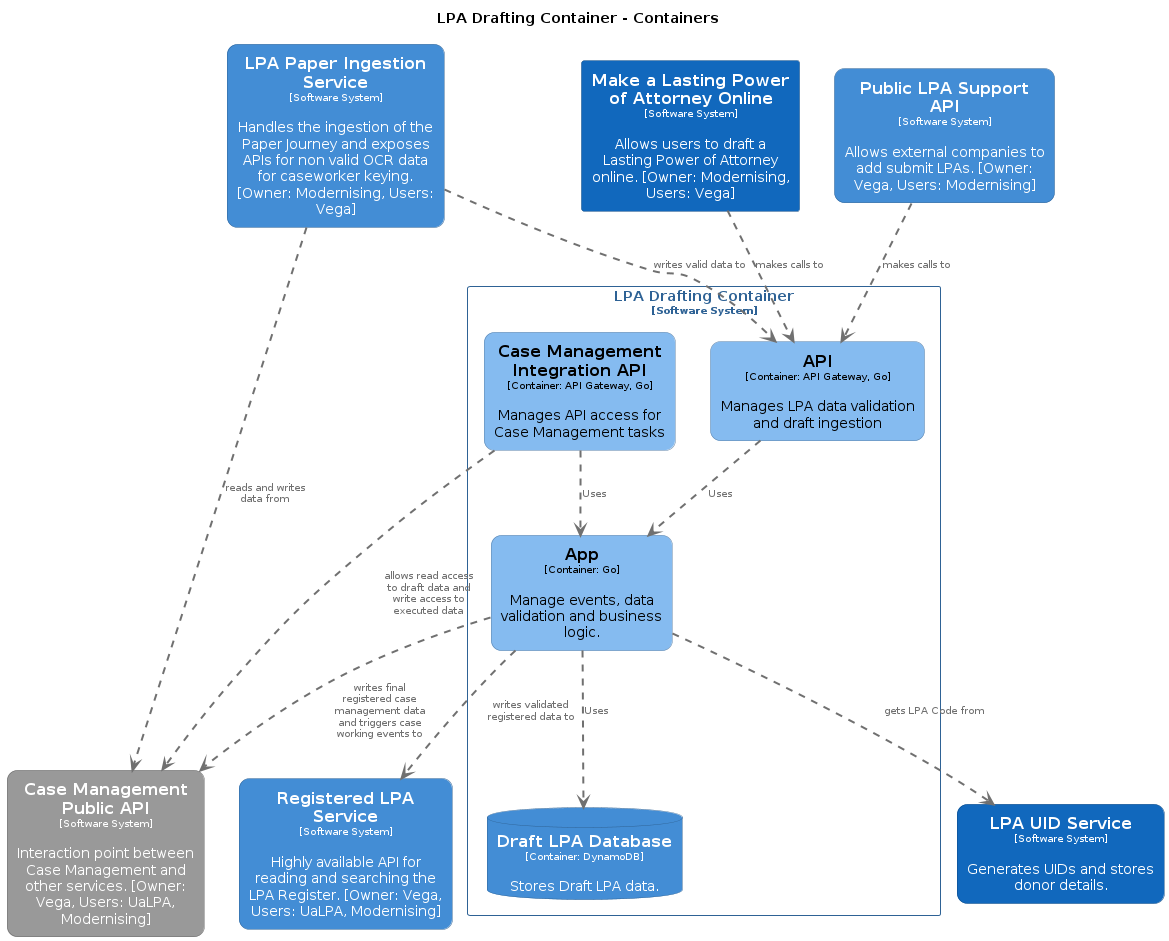 LPA Drafting Container - Containers
LPA Paper Ingestion
Service
[Software System]
Handles the ingestion of the
Paper Journey and exposes
APIs for non valid OCR data
for caseworker keying.
[Owner: Modernising, Users:
Vega]
Make a Lasting Power
of Attorney Online
[Software System]
Allows users to draft a
Lasting Power of Attorney
online. [Owner: Modernising,
Users: Vega]
Public LPA Support
API
[Software System]
Allows external companies to
add submit LPAs. [Owner:
Vega, Users: Modernising]
writes valid data to
makes calls to
makes calls to
LPA Drafting Container
[Software System]
Case Management
Integration API
[Container: API Gateway, Go]
Manages API access for
Case Management tasks
API
[Container: API Gateway, Go]
Manages LPA data validation
and draft ingestion
reads and writes
data from
Uses
Uses
allows read access
to draft data and
write access to
executed data
App
[Container: Go]
Manage events, data
validation and business
logic.
writes final
registered case
management data
and triggers case
working events to
writes validated
registered data to
Uses
gets LPA Code from
Case Management
Public API
[Software System]
Interaction point between
Case Management and
other services. [Owner:
Vega, Users: UaLPA,
Modernising]
Registered LPA
Service
[Software System]
Highly available API for
reading and searching the
LPA Register. [Owner: Vega,
Users: UaLPA, Modernising]
Draft LPA Database
[Container: DynamoDB]
Stores Draft LPA data.
LPA UID Service
[Software System]
Generates UIDs and stores
donor details.